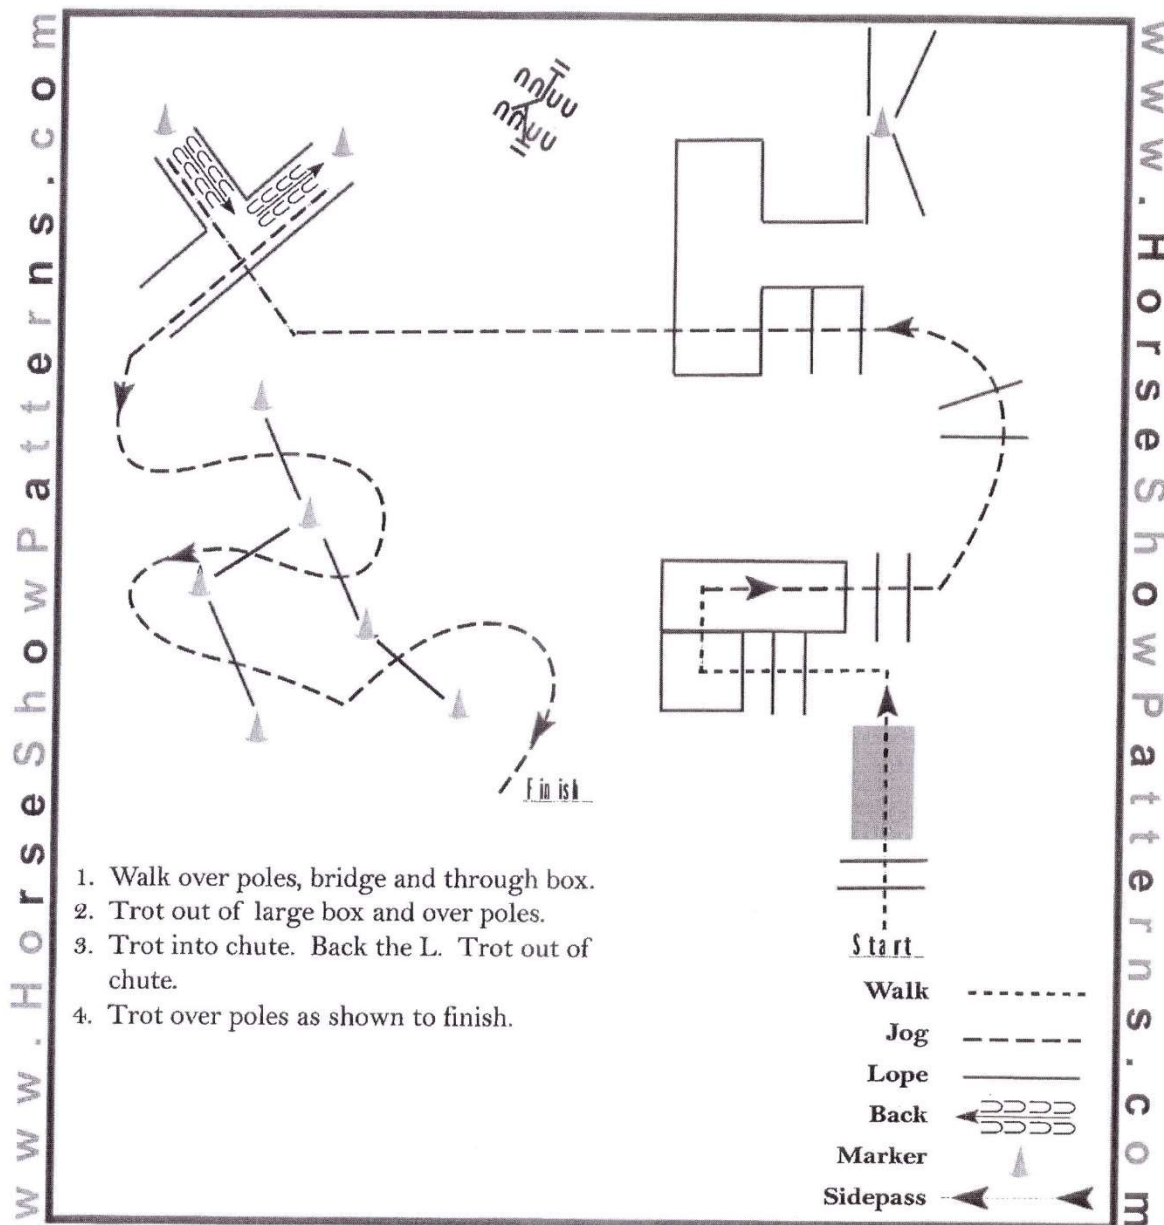 www.HorseShowPatterns.com
www.HorseShowPatterns.com
Finish
1. Walk over poles, bridge and through box.
2. Trot out of large box and over poles.
3. Trot into chute. Back the L. Trot out of
chute.
4. Trot over poles as shown to finish.
Start
Walk
Jog
Lope
Back
Marker
Sidepass